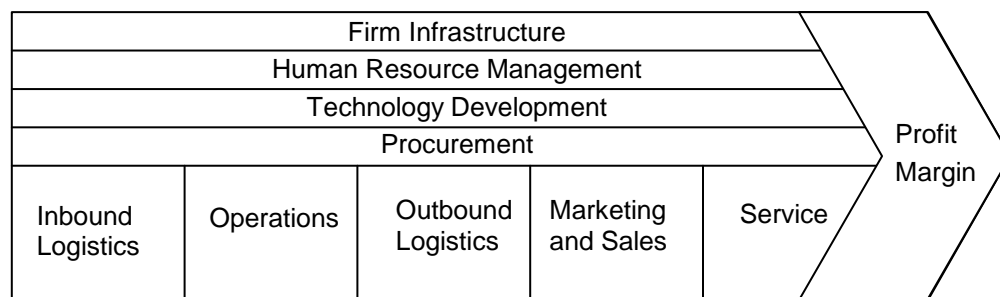 Firm Infrastructure
Human Resource Management
Technology Development
Procurement
Profit
Margin
Inbound
Logistics
Operations
Outbound
Logistics
Marketing
and Sales
Service